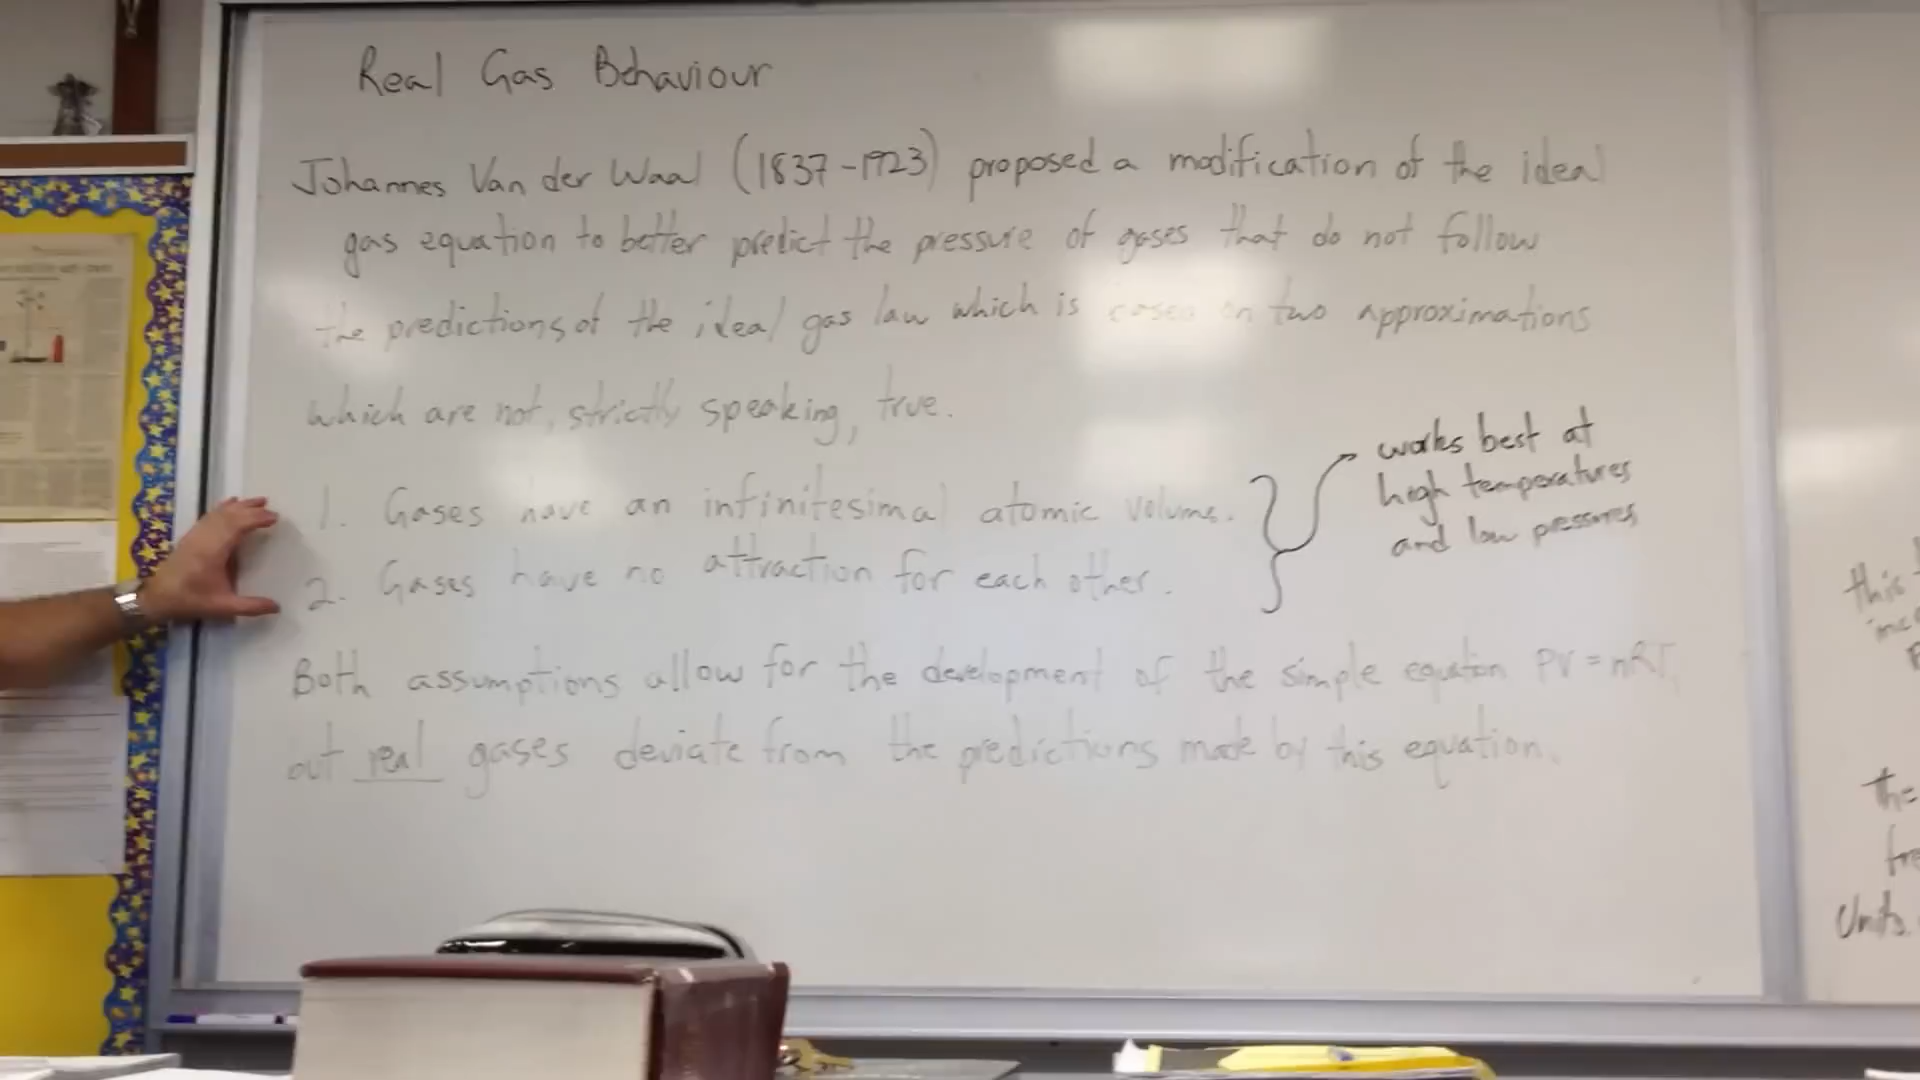 Real Gas Behaviour
Johannes Van der Waal (1837-1923) proposed a modification of the ideal
gas equation to better predict the pressure of gases that do not follow
the predictions of the ideal gas law which is based on two approximations
which are not, strictly speaking, true.
1. Gases have an infinitesimal atomic volume.
2. Gases have no attraction for each other.
works best at
high temperatures
and low pressures
Both assumptions allow for the development of the simple equation PV = nRT,
but real gases deviate from the predictions made by this equation.
this
the
Units